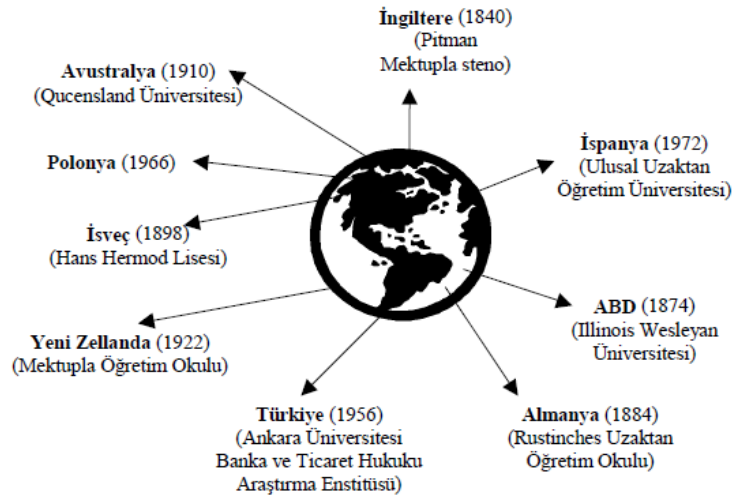 İngiltere (1840)
(Pitman
Mektupla steno)
Avustralya (1910)
(Qucensland Üniversitesi)
İspanya (1972)
(Ulusal Uzaktan
Öğretim Üniversitesi)
Polonya (1966)
İsveç (1898)
(Hans Hermod Lisesi)
ABD (1874)
(Illinois Wesleyan
Üniversitesi)
Yeni Zellanda (1922)
(Mektupla Öğretim Okulu)
Türkiye (1956)
(Ankara Üniversitesi
Banka ve Ticaret Hukuku
Araştırma Enstitüsü)
Almanya (1884)
(Rustinches Uzaktan
Öğretim Okulu)